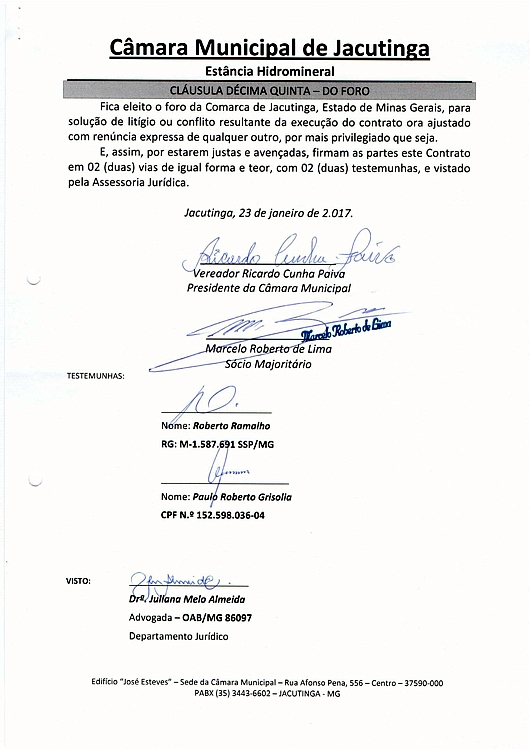 Câmara Municipal de Jacutinga
Estância Hidromineral
CLÁUSULA DÉCIMA QUINTA – DO FORO
Fica eleito o foro da Comarca de Jacutinga, Estado de Minas Gerais, para
solução de litígio ou conflito resultante da execução do contrato ora ajustado
com renúncia expressa de qualquer outro, por mais privilegiado que seja.
E, assim, por estarem justas e avençadas, firmam as partes este Contrato
em 02 (duas) vias de igual forma e teor, com 02 (duas) testemunhas, e vistado
pela Assessoria Jurídica.
Jacutinga, 23 de janeiro de 2.017.
Ricardo Cunha Paiva
Vereador Ricardo Cunha Paiva
Presidente da Câmara Municipal
Marcelo Roberto de Lima
Marcelo Roberto de Lima
Sócio Majoritário
TESTEMUNHAS:
Nome: Roberto Ramalho
RG: M-1.587.691 SSP/MG
Nome: Paulo Roberto Grisolla
CPF N.º 152.598.036-04
VISTO:
Drª. Juliana Melo Almeida
Advogada – OAB/MG 86097
Departamento Jurídico
Edifício "José Esteves" – Sede da Câmara Municipal – Rua Afonso Pena, 556 – Centro – 37590-000
PABX (35) 3443-6602 – JACUTINGA - MG